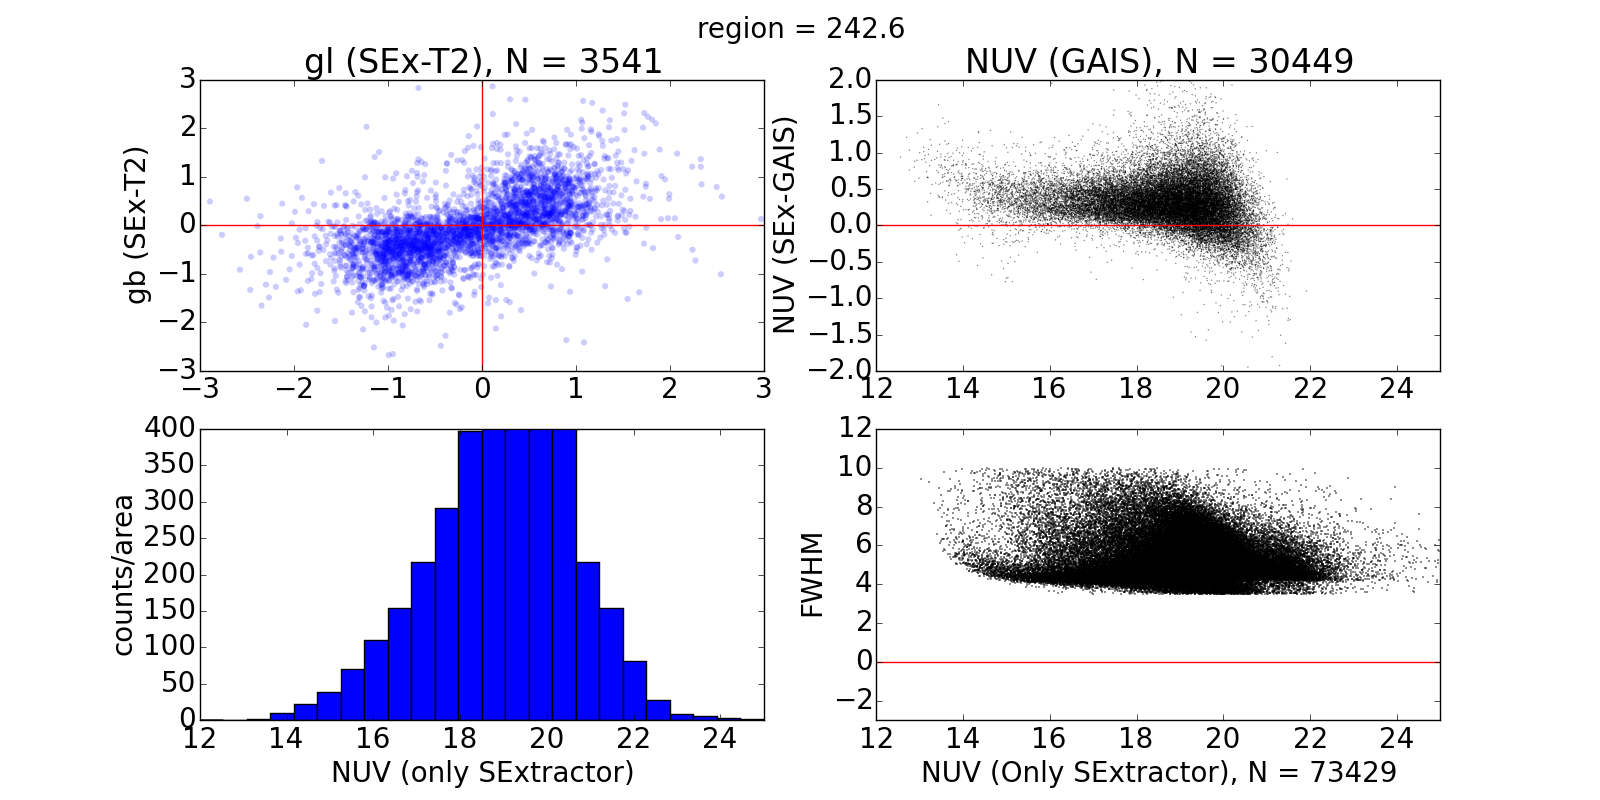 region = 242.6
gl (SEx-T2), N = 3541
NUV (GAIS), N = 30449
3
2
1
0
−1
−2
−3
gb (SEx-T2)
−3 −2 −1 0 1 2 3
2.0
1.5
1.0
0.5
0.0
−0.5
−1.0
−1.5
−2.0
NUV (SEx-GAIS)
12 14 16 18 20 22 24
400
350
300
250
200
150
100
50
0
counts/area
12 14 16 18 20 22 24
NUV (only SExtractor)
12
10
8
6
4
2
0
−2
FWHM
12 14 16 18 20 22 24
NUV (Only SExtractor), N = 73429